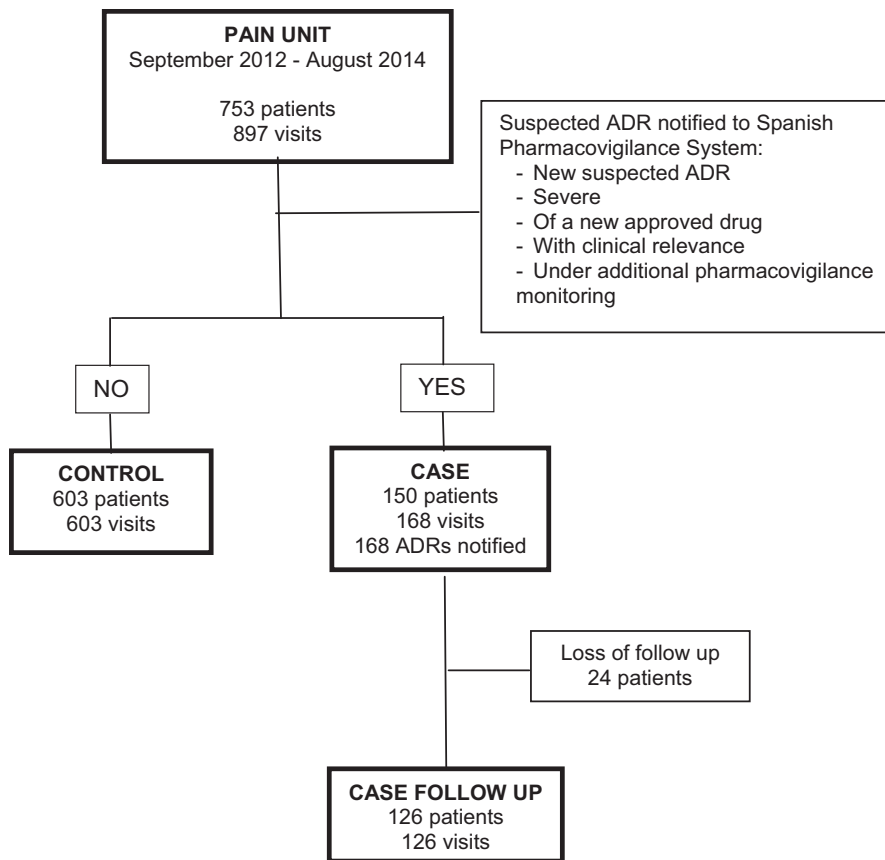 PAIN UNIT
September 2012 - August 2014
753 patients
897 visits
Suspected ADR notified to Spanish
Pharmacovigilance System:
- New suspected ADR
- Severe
- Of a new approved drug
- With clinical relevance
- Under additional pharmacovigilance
monitoring
NO
YES
CONTROL
603 patients
603 visits
CASE
150 patients
168 visits
168 ADRs notified
Loss of follow up
24 patients
CASE FOLLOW UP
126 patients
126 visits